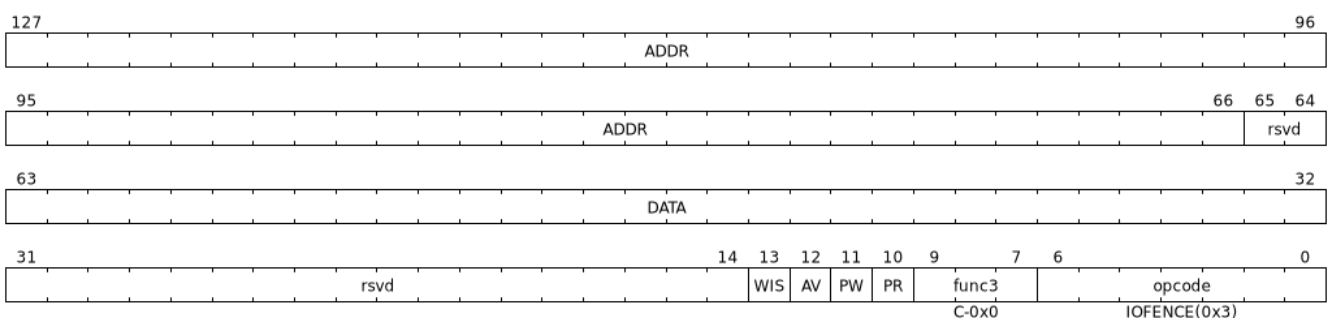 127 96
ADDR
95 66 65 64
ADDR rsvd
63 32
DATA
31 14 13 12 11 10 9 7 6 0
rsvd WIS AV PW PR func3 opcode
C-0x0 IOFENCE(0x3)